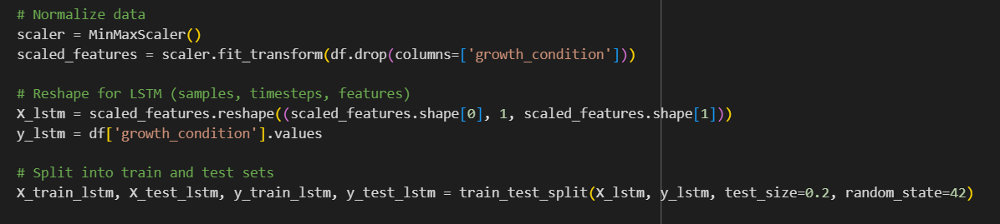 # Normalize data
scaler = MinMaxScaler()
scaled_features = scaler.fit_transform(df.drop(columns=['growth_condition']))
# Reshape for LSTM (samples, timesteps, features)
X_lstm = scaled_features.reshape((scaled_features.shape[0], 1, scaled_features.shape[1]))
y_lstm = df['growth_condition'].values
# Split into train and test sets
X_train_lstm, X_test_lstm, y_train_lstm, y_test_lstm = train_test_split(X_lstm, y_lstm, test_size=0.2, random_state=42)